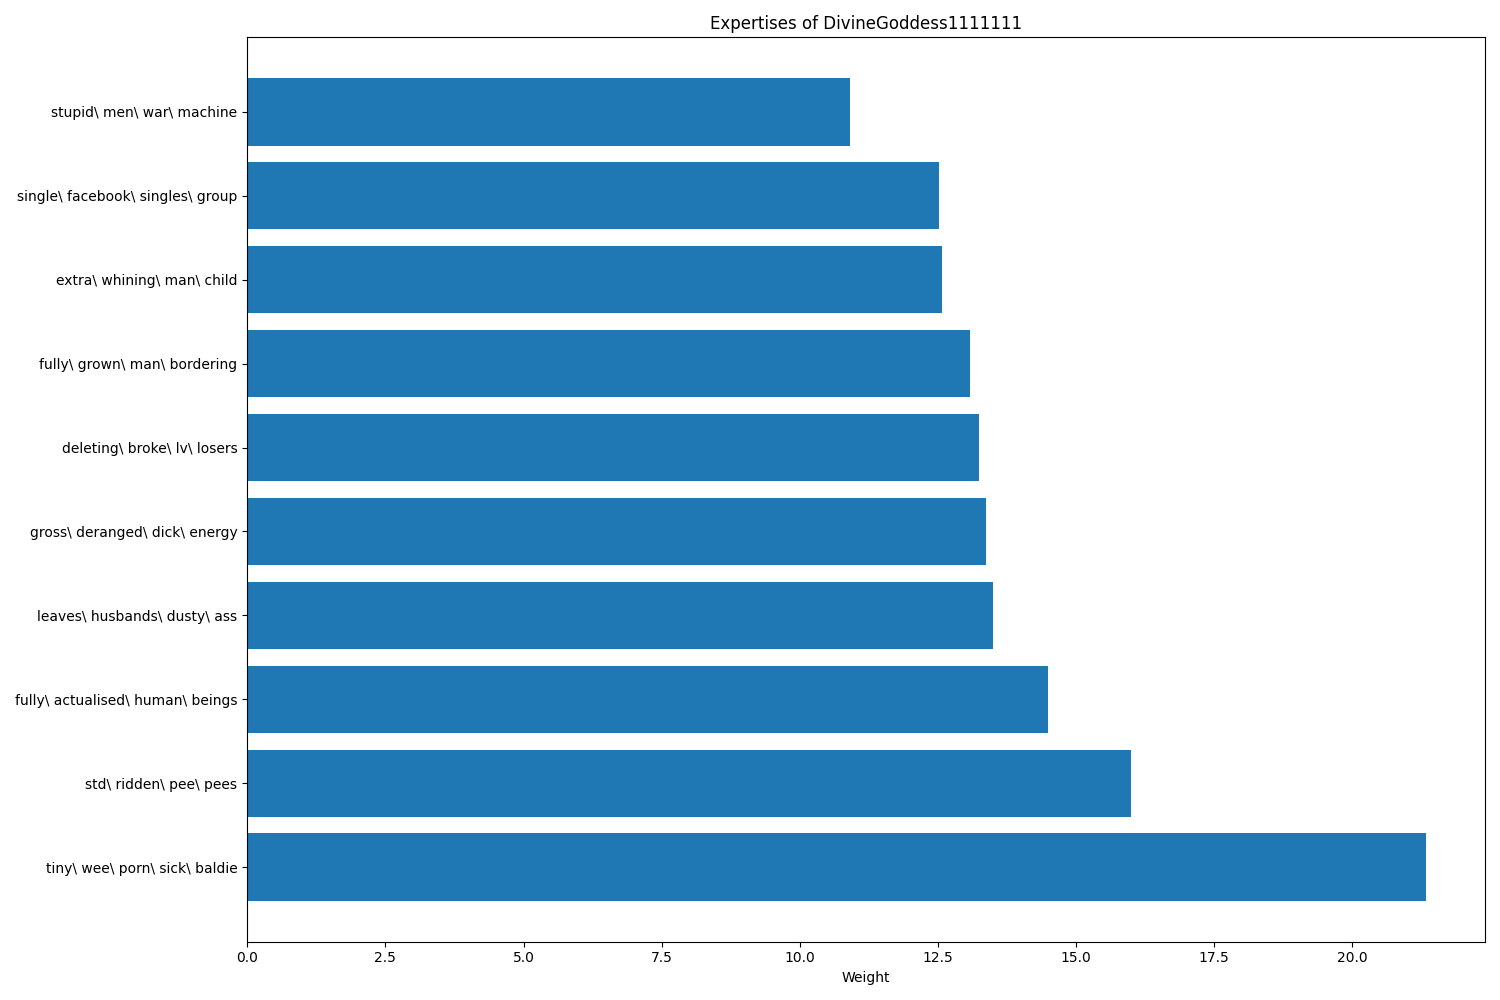 Expertises of DivineGoddess1111111
stupid\ men\ war\ machine
single\ facebook\ singles\ group
extra\ whining\ man\ child
fully\ grown\ man\ bordering
deleting\ broke\ lv\ losers
gross\ deranged\ dick\ energy
leaves\ husbands\ dusty\ ass
fully\ actualised\ human\ beings
std\ ridden\ pee\ pees
tiny\ wee\ porn\ sick\ baldie
0.0 2.5 5.0 7.5 10.0 12.5 15.0 17.5 20.0
Weight